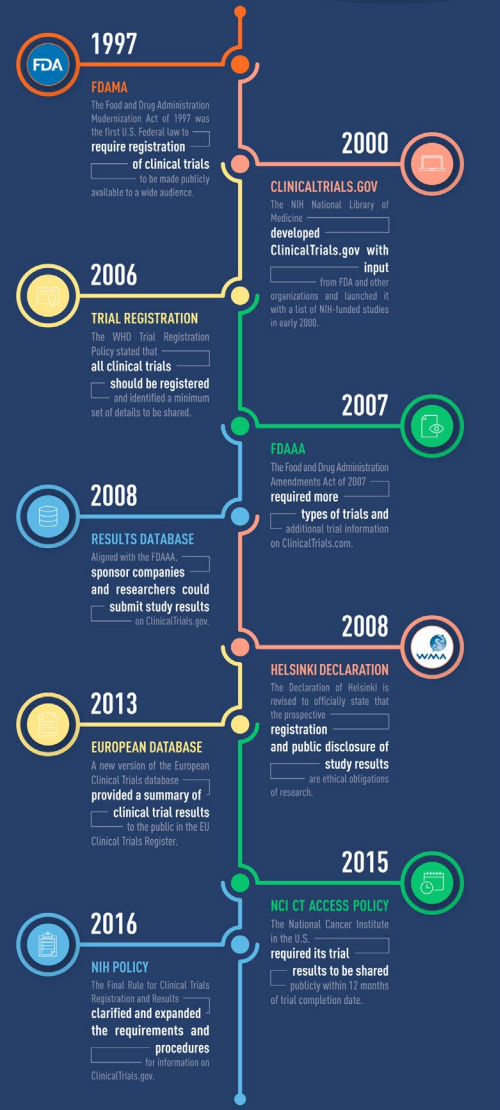 1997
FDA
FDAMA
The Food and Drug Administration
Modernization Act of 1997 was
the first U.S. Federal law to
require registration
of clinical trials
to be made publicly
available to a wide audience.
2000
CLINICALTRIALS.GOV
The NIH National Library of
Medicine
developed
ClinicalTrials.gov with
input
from FDA and other
organizations and launched it
with a list of NIH-funded studies
in early 2000.
2006
TRIAL REGISTRATION
The WHO Trial Registration
Policy stated that
all clinical trials
should be registered
and identified a minimum
set of details to be shared.
2007
FDAAA
The Food and Drug Administration
Amendments Act of 2007
required more
types of trials and
additional trial information
on ClinicalTrials.com.
2008
RESULTS DATABASE
Aligned with the FDAAA,
sponsor companies
and researchers could
submit study results
on ClinicalTrials.gov.
2008
WMA
HELSINKI DECLARATION
The Declaration of Helsinki is
revised to officially state that
the prospective
registration
and public disclosure of
study results
are ethical obligations
of research.
2013
EUROPEAN DATABASE
A new version of the European
Clinical Trials database
provided a summary of
clinical trial results
to the public in the EU
Clinical Trials Register.
2015
NCI CT ACCESS POLICY
The National Cancer Institute
in the U.S.
required its trial
results to be shared
publicly within 12 months
of trial completion date.
2016
NIH POLICY
The Final Rule for Clinical Trials
Registration and Results
clarified and expanded
the requirements and
procedures
for information on
ClinicalTrials.gov.